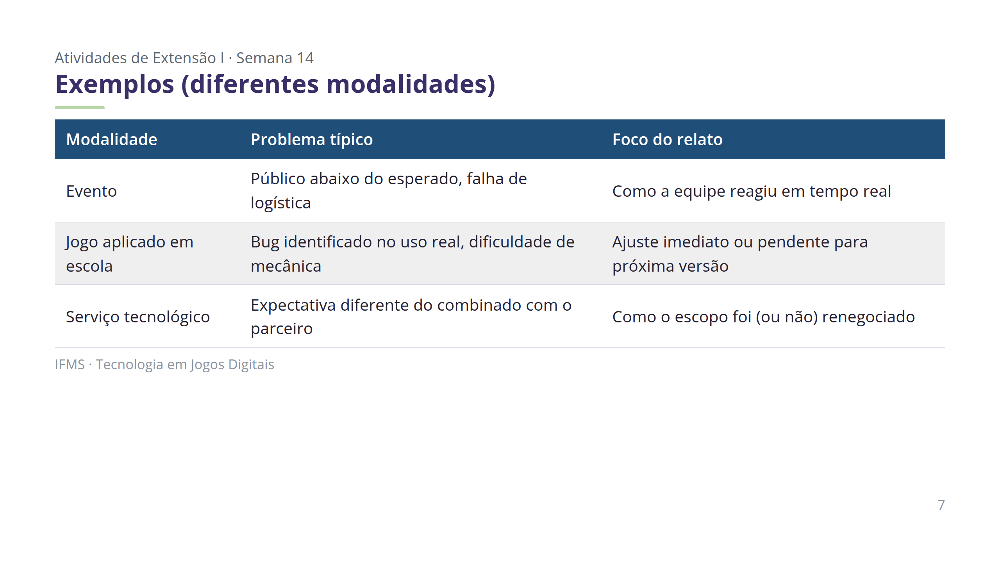 Atividades de Extensão I · Semana 14
Exemplos (diferentes modalidades)
Modalidade
Problema típico
Foco do relato
Evento
Público abaixo do esperado, falha de
logística
Como a equipe reagiu em tempo real
Jogo aplicado em
escola
Bug identificado no uso real, dificuldade de
mecânica
Ajuste imediato ou pendente para
próxima versão
Serviço tecnológico
Expectativa diferente do combinado com o
parceiro
Como o escopo foi (ou não) renegociado
IFMS · Tecnologia em Jogos Digitais
7